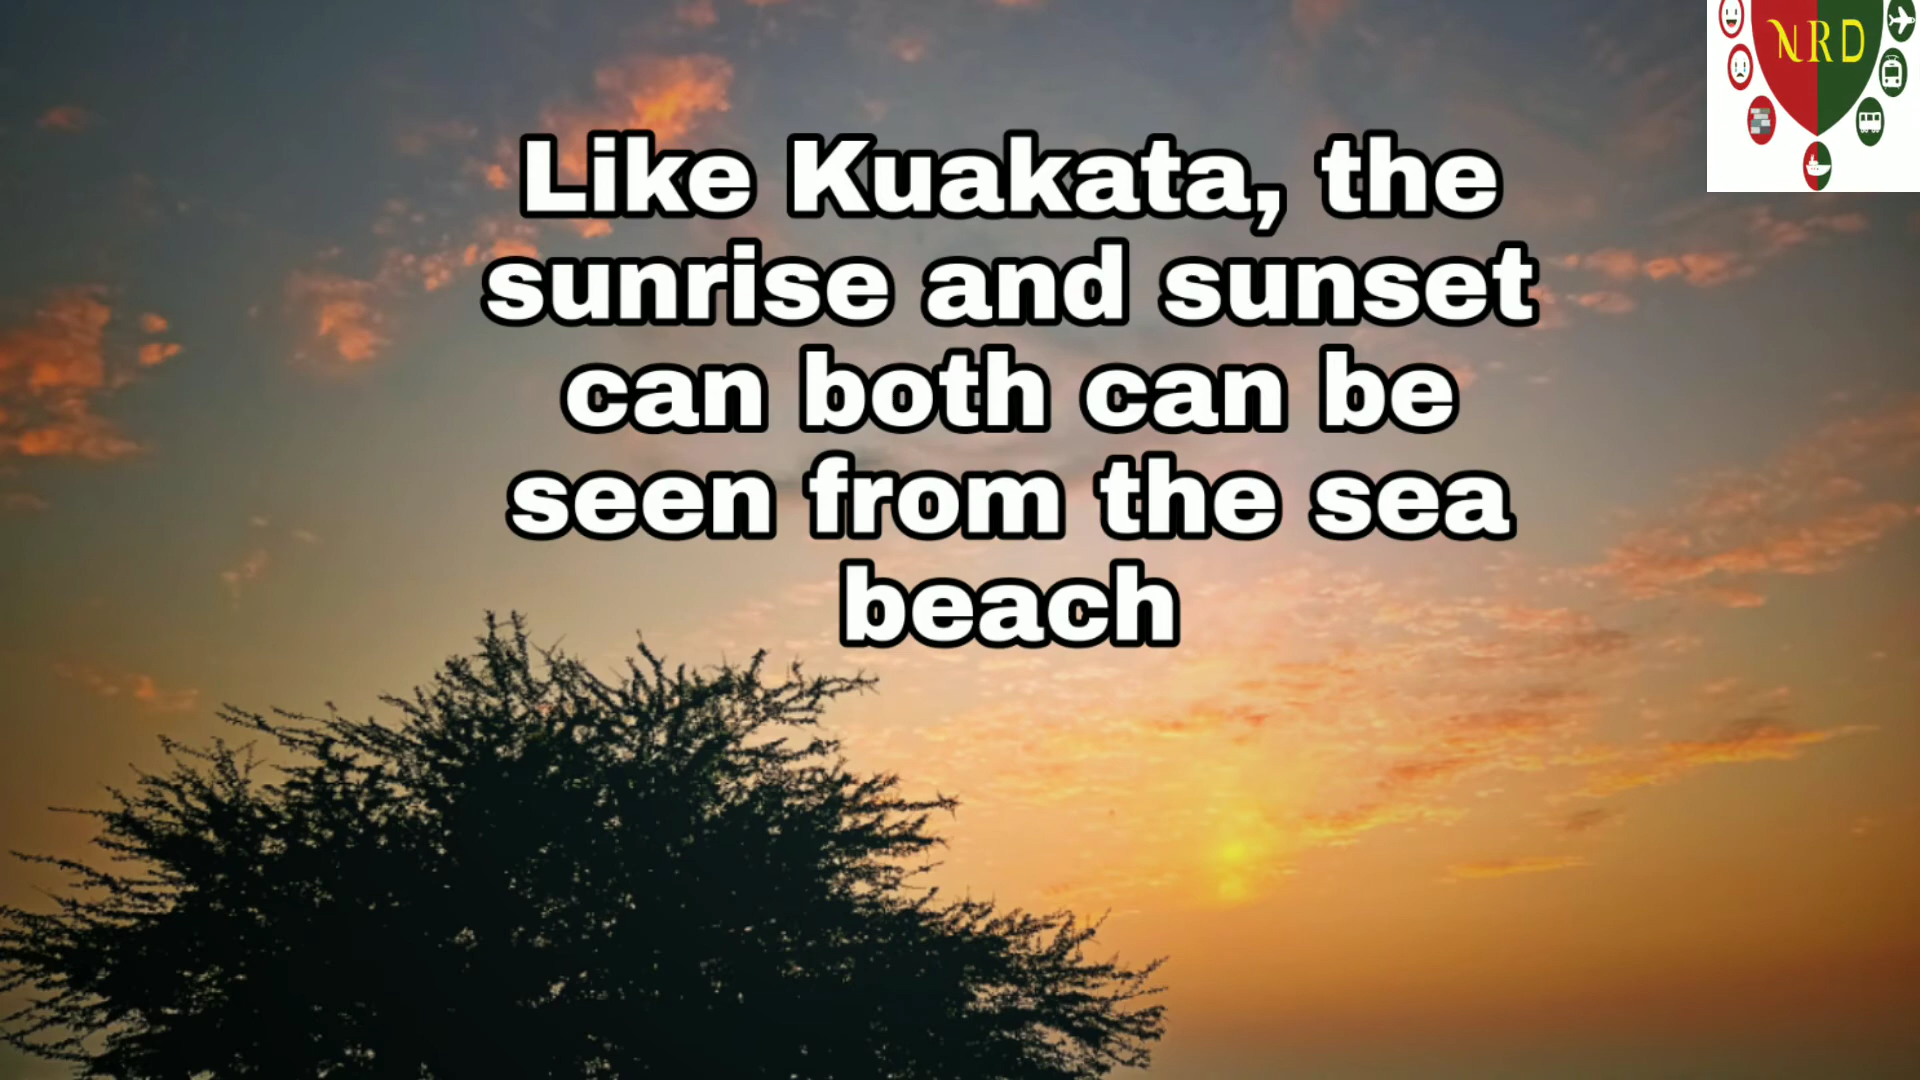 NRD
Like Kuakata, the
sunrise and sunset
can both can be
seen from the sea
beach